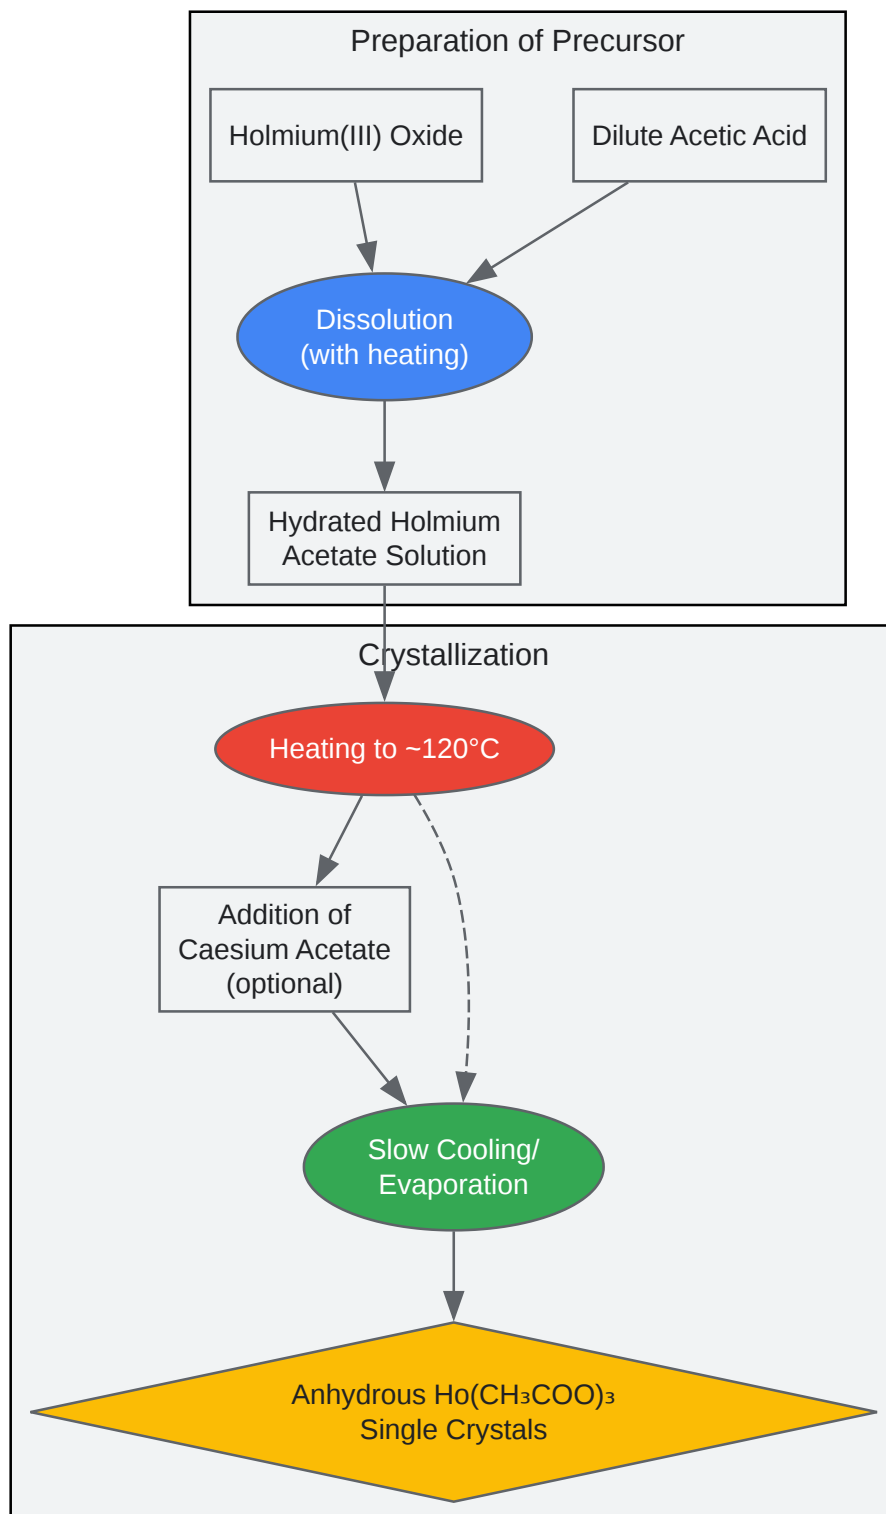 Preparation of Precursor
Holmium(III) Oxide
Dilute Acetic Acid
Dissolution
(with heating)
Hydrated Holmium
Acetate Solution
Crystallization
Heating to ~120°C
Addition of
Caesium Acetate
(optional)
Slow Cooling/
Evaporation
Anhydrous Ho(CH₃COO)₃
Single Crystals